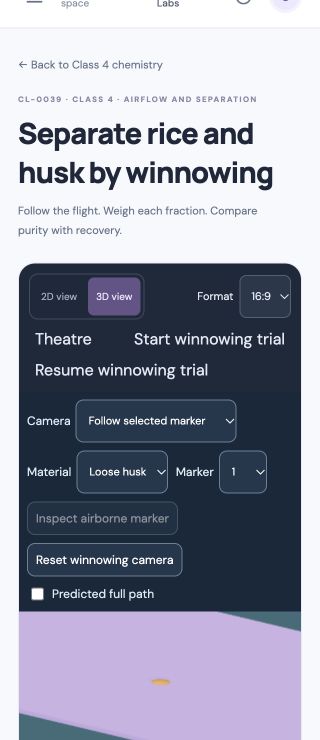 space
Labs
← Back to Class 4 chemistry
CL-0039 · CLASS 4 · AIRFLOW AND SEPARATION
Separate rice and
husk by winnowing
Follow the flight. Weigh each fraction. Compare
purity with recovery.
2D view 3D view Format 16:9
Theatre Start winnowing trial
Resume winnowing trial
Camera Follow selected marker
Material Loose husk Marker 1
Inspect airborne marker
Reset winnowing camera
Predicted full path